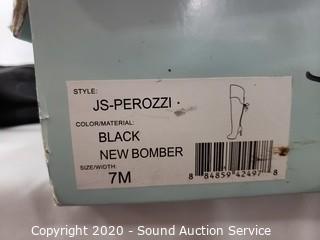 STYLE:
JS-PEROZZI
COLOR/MATERIAL:
BLACK
NEW BOMBER
SIZE/WIDTH:
7M
8 84859 42497 8
Copyright 2020 - Sound Auction Service